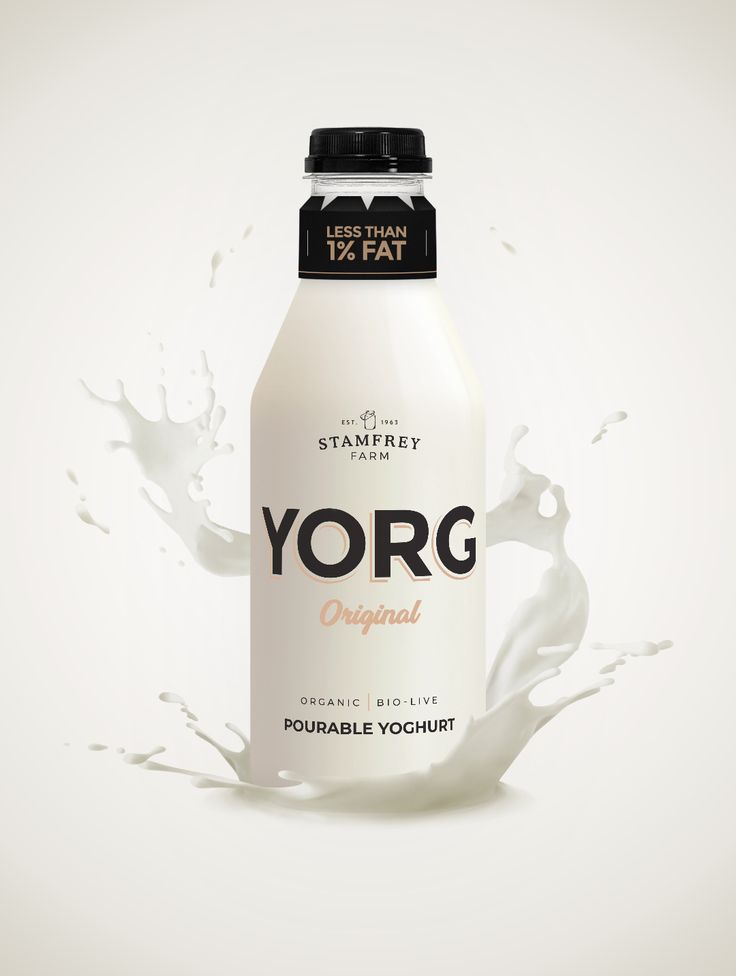 LESS THAN
1% FAT
EST. 1963
STAMFREY
FARM
YORG
Original
ORGANIC | BIO-LIVE
POURABLE YOGHURT